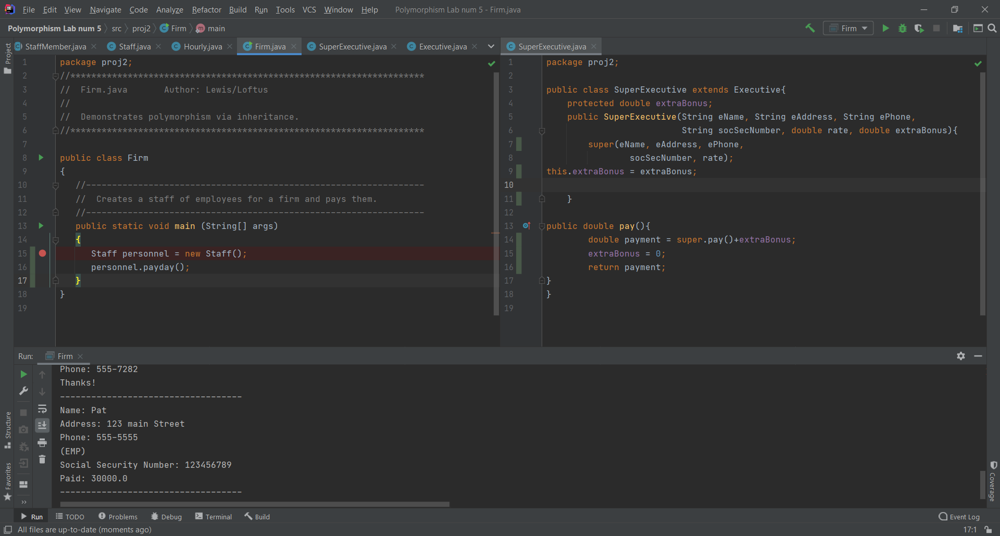 File Edit View Navigate Code Analyze Refactor Build Run Tools VCS Window Help Polymorphism Lab num 5 - Firm.java
Polymorphism Lab num 5 src proj2 Firm main Firm
StaffMember.java Staff.java Hourly.java Firm.java SuperExecutive.java Executive.java
1 package proj2;
2 //********************************************************************
3 //  Firm.java       Author: Lewis/Loftus
4 //
5 //  Demonstrates polymorphism via inheritance.
6 //********************************************************************
7
8 public class Firm
9 {
10    //-----------------------------------------------------------------
11    //  Creates a staff of employees for a firm and pays them.
12    //-----------------------------------------------------------------
13    public static void main (String[] args)
14    {
15       Staff personnel = new Staff();
16       personnel.payday();
17    }
18 }
19
SuperExecutive.java
1 package proj2;
2
3 public class SuperExecutive extends Executive{
4     protected double extraBonus;
5     public SuperExecutive(String eName, String eAddress, String ePhone,
6                           String socSecNumber, double rate, double extraBonus){
7         super(eName, eAddress, ePhone,
8                 socSecNumber, rate);
9 this.extraBonus = extraBonus;
10
11     }
12
13 public double pay(){
14         double payment = super.pay()+extraBonus;
15         extraBonus = 0;
16         return payment;
17 }
18 }
19
Run: Firm
Phone: 555-7282
Thanks!
-----------------------------------
Name: Pat
Address: 123 main Street
Phone: 555-5555
(EMP)
Social Security Number: 123456789
Paid: 30000.0
-----------------------------------
Project
Structure
Favorites
Coverage
Run TODO Problems Debug Terminal Build Event Log
All files are up-to-date (moments ago) 17:1